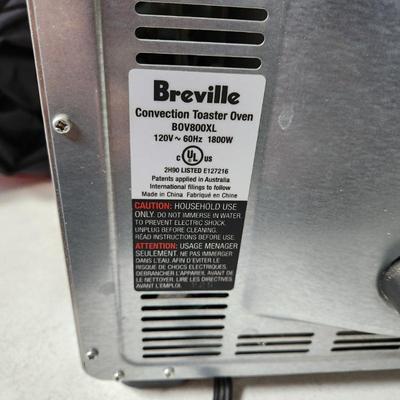 Breville
Convection Toaster Oven
BOV800XL
120V~ 60Hz 1800W
C UL US
2H90 LISTED E127216
Patents applied in Australia
International filings to follow
Made in China Fabriqué en Chine
CAUTION: HOUSEHOLD USE
ONLY. DO NOT IMMERSE IN WATER
TO PREVENT ELECTRIC SHOCK.
UNPLUG BEFORE CLEANING.
READ INSTRUCTIONS BEFORE USE.
ATTENTION: USAGE MENAGER
SEULEMENT. NE PAS IMMERGER
DANS L'EAU, AFIN D'EVITER LE
RISQUE DE CHOCS ELECTRIQUES,
DEBRANCHER L'APPAREIL AVANT DE
LE NETTOYER. LIRE LES DIRECTIVES
AVANT L'EMPLOI.